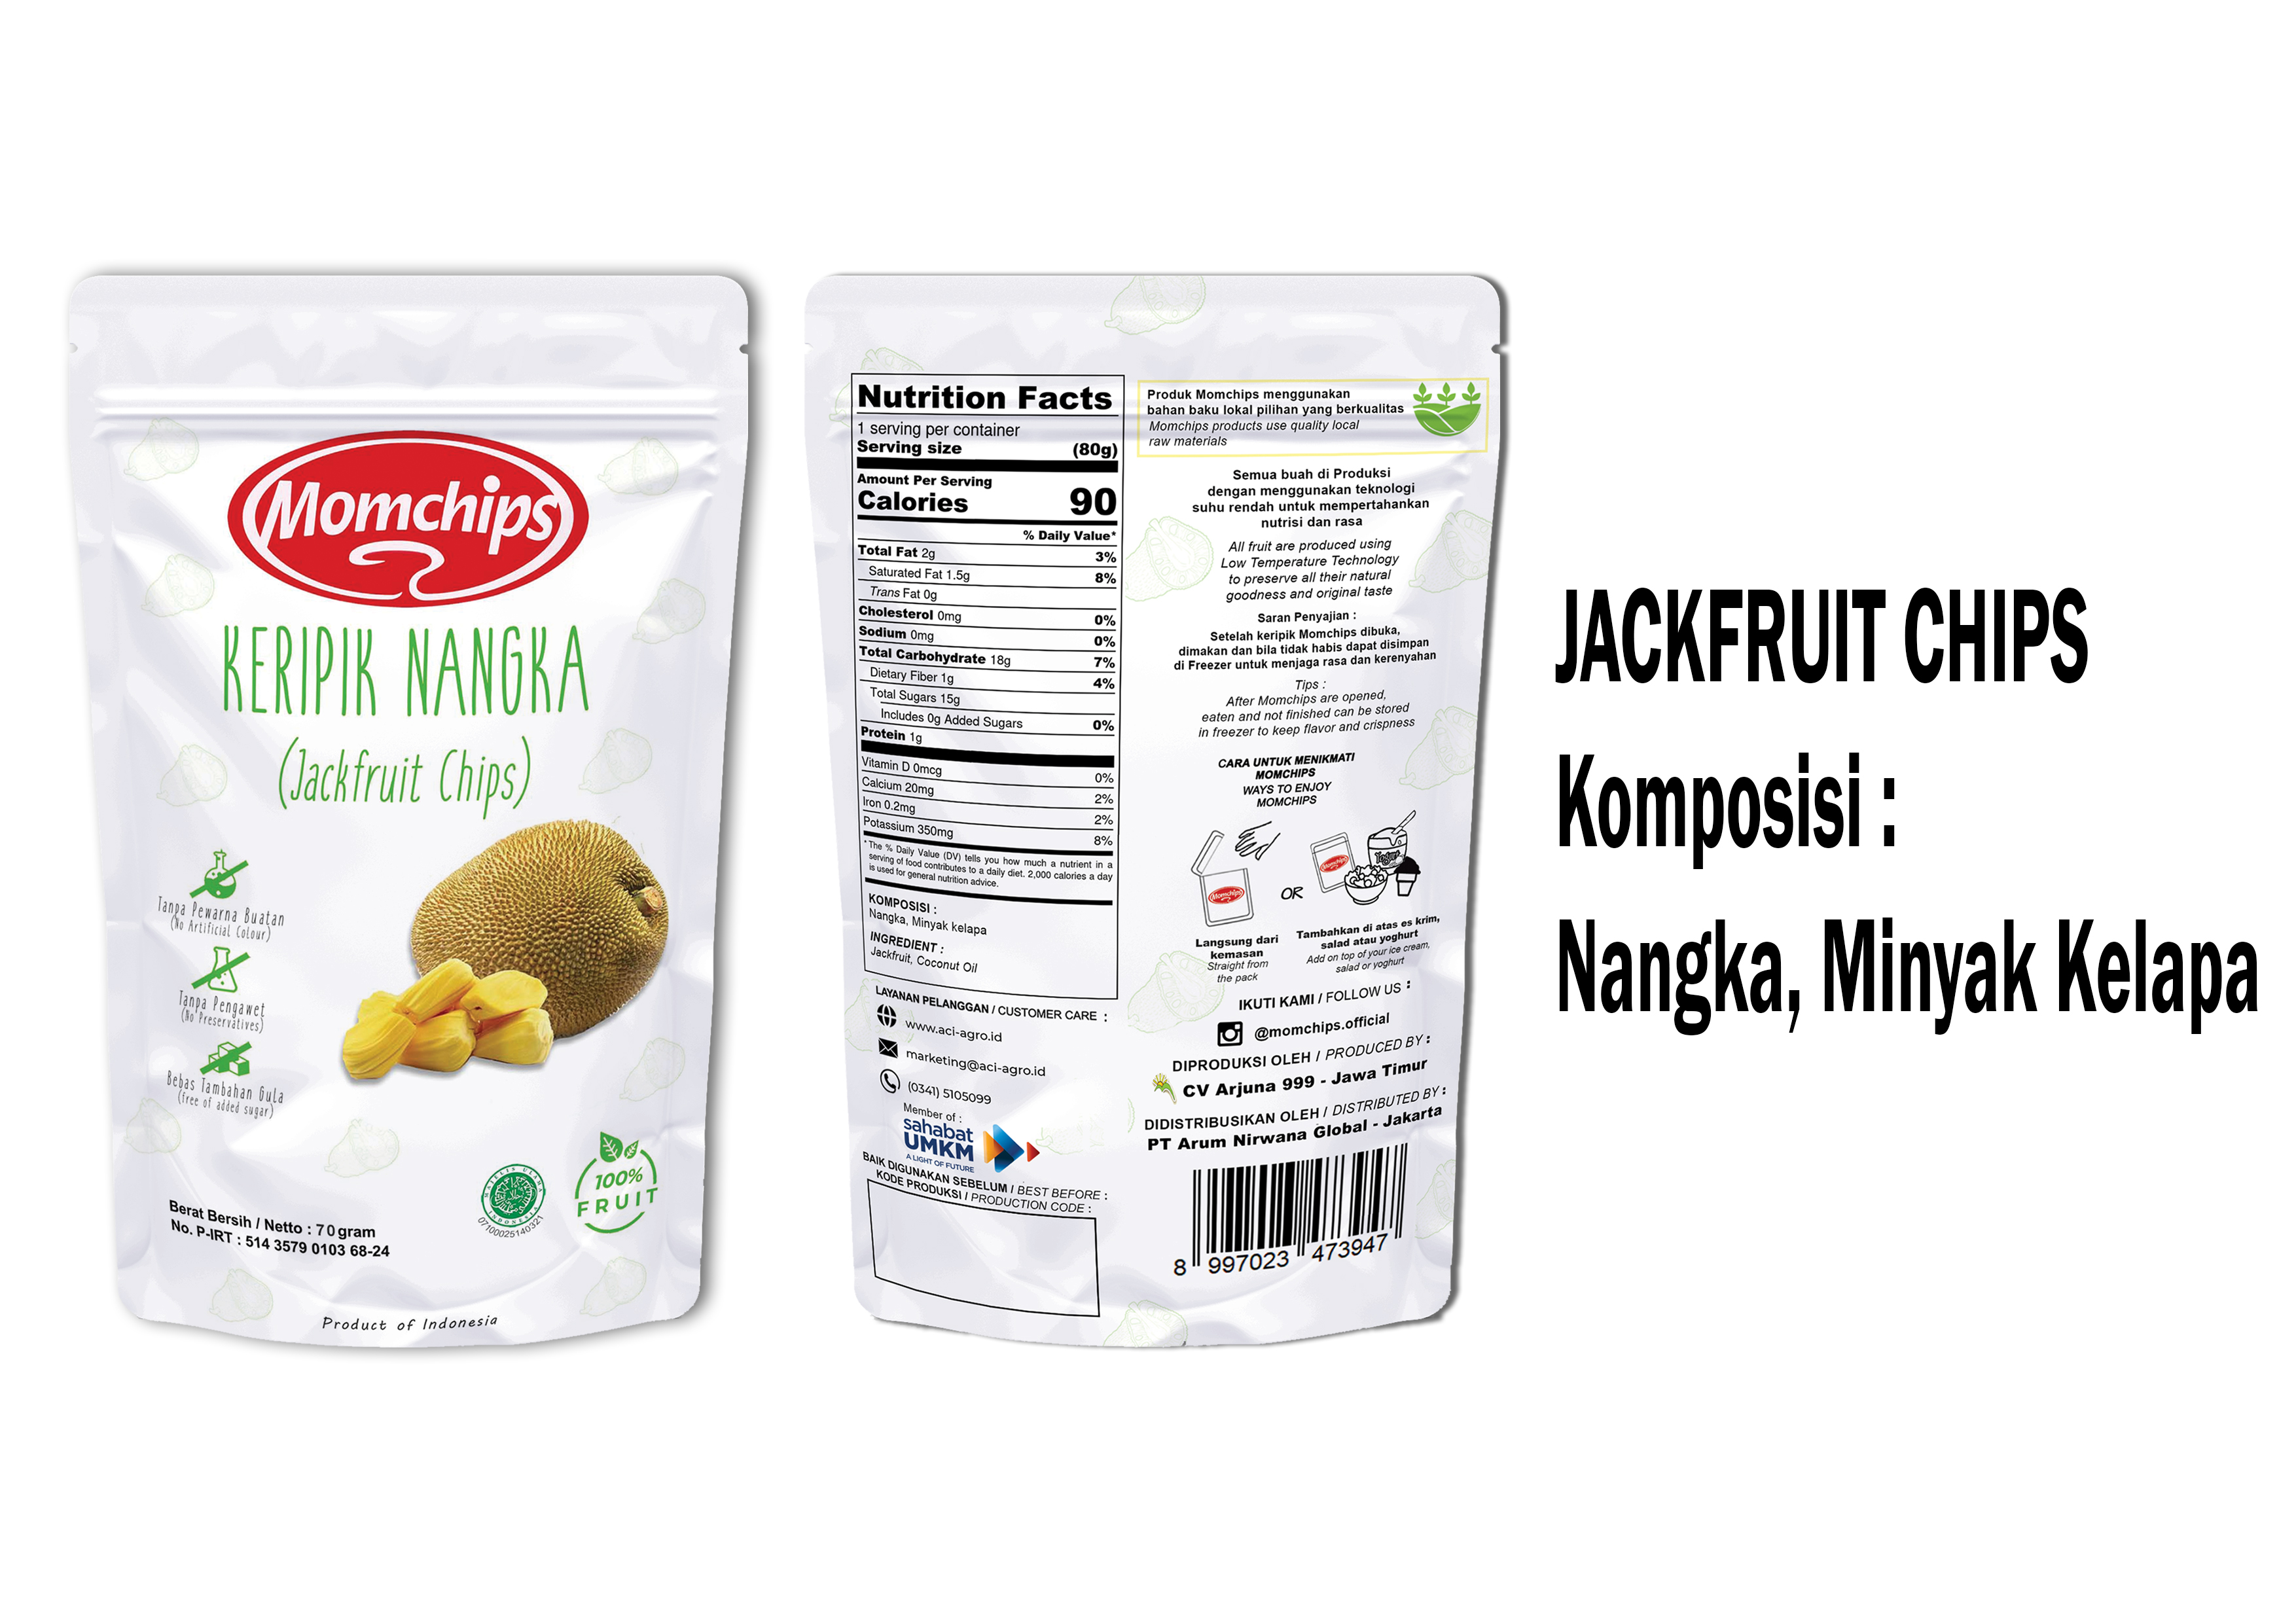 Momchips
KERIPIK NANGKA
(Jackfruit Chips)
Tanpa Pewarna Buatan
(No Artificial Colour)
Tanpa Pengawet
(No Preservatives)
Bebas Tambahan Gula
(free of added sugar)
MAJELIS ULAMA
INDONESIA
07100025140321
100%
FRUIT
Berat Bersih / Netto : 70 gram
No. P-IRT : 514 3579 0103 68-24
Product of Indonesia
Nutrition Facts
1 serving per container
Serving size (80g)
Amount Per Serving
Calories 90
% Daily Value*
Total Fat 2g 3%
Saturated Fat 1.5g 8%
Trans Fat 0g
Cholesterol 0mg 0%
Sodium 0mg 0%
Total Carbohydrate 18g 7%
Dietary Fiber 1g 4%
Total Sugars 15g
Includes 0g Added Sugars 0%
Protein 1g
Vitamin D 0mcg 0%
Calcium 20mg 2%
Iron 0.2mg 2%
Potassium 350mg 8%
*The % Daily Value (DV) tells you how much a nutrient in a
serving of food contributes to a daily diet. 2,000 calories a day
is used for general nutrition advice.
KOMPOSISI :
Nangka, Minyak kelapa
INGREDIENT :
Jackfruit, Coconut Oil
LAYANAN PELANGGAN / CUSTOMER CARE :
www.aci-agro.id
marketing@aci-agro.id
(0341) 5105099
Member of :
sahabat
UMKM
A LIGHT OF FUTURE
BAIK DIGUNAKAN SEBELUM / BEST BEFORE :
KODE PRODUKSI / PRODUCTION CODE :
Produk Momchips menggunakan
bahan baku lokal pilihan yang berkualitas
Momchips products use quality local
raw materials
Semua buah di Produksi
dengan menggunakan teknologi
suhu rendah untuk mempertahankan
nutrisi dan rasa
All fruit are produced using
Low Temperature Technology
to preserve all their natural
goodness and original taste
Saran Penyajian :
Setelah keripik Momchips dibuka,
dimakan dan bila tidak habis dapat disimpan
di Freezer untuk menjaga rasa dan kerenyahan
Tips :
After Momchips are opened,
eaten and not finished can be stored
in freezer to keep flavor and crispness
CARA UNTUK MENIKMATI
MOMCHIPS
WAYS TO ENJOY
MOMCHIPS
Momchips
OR
Momchips
Yogurt
Langsung dari
kemasan
Straight from
the pack
Tambahkan di atas es krim,
salad atau yoghurt
Add on top of your ice cream,
salad or yoghurt
IKUTI KAMI / FOLLOW US :
@momchips.official
DIPRODUKSI OLEH / PRODUCED BY :
CV Arjuna 999 - Jawa Timur
DIDISTRIBUSIKAN OLEH / DISTRIBUTED BY :
PT Arum Nirwana Global - Jakarta
8 997023 473947
JACKFRUIT CHIPS
Komposisi :
Nangka, Minyak Kelapa